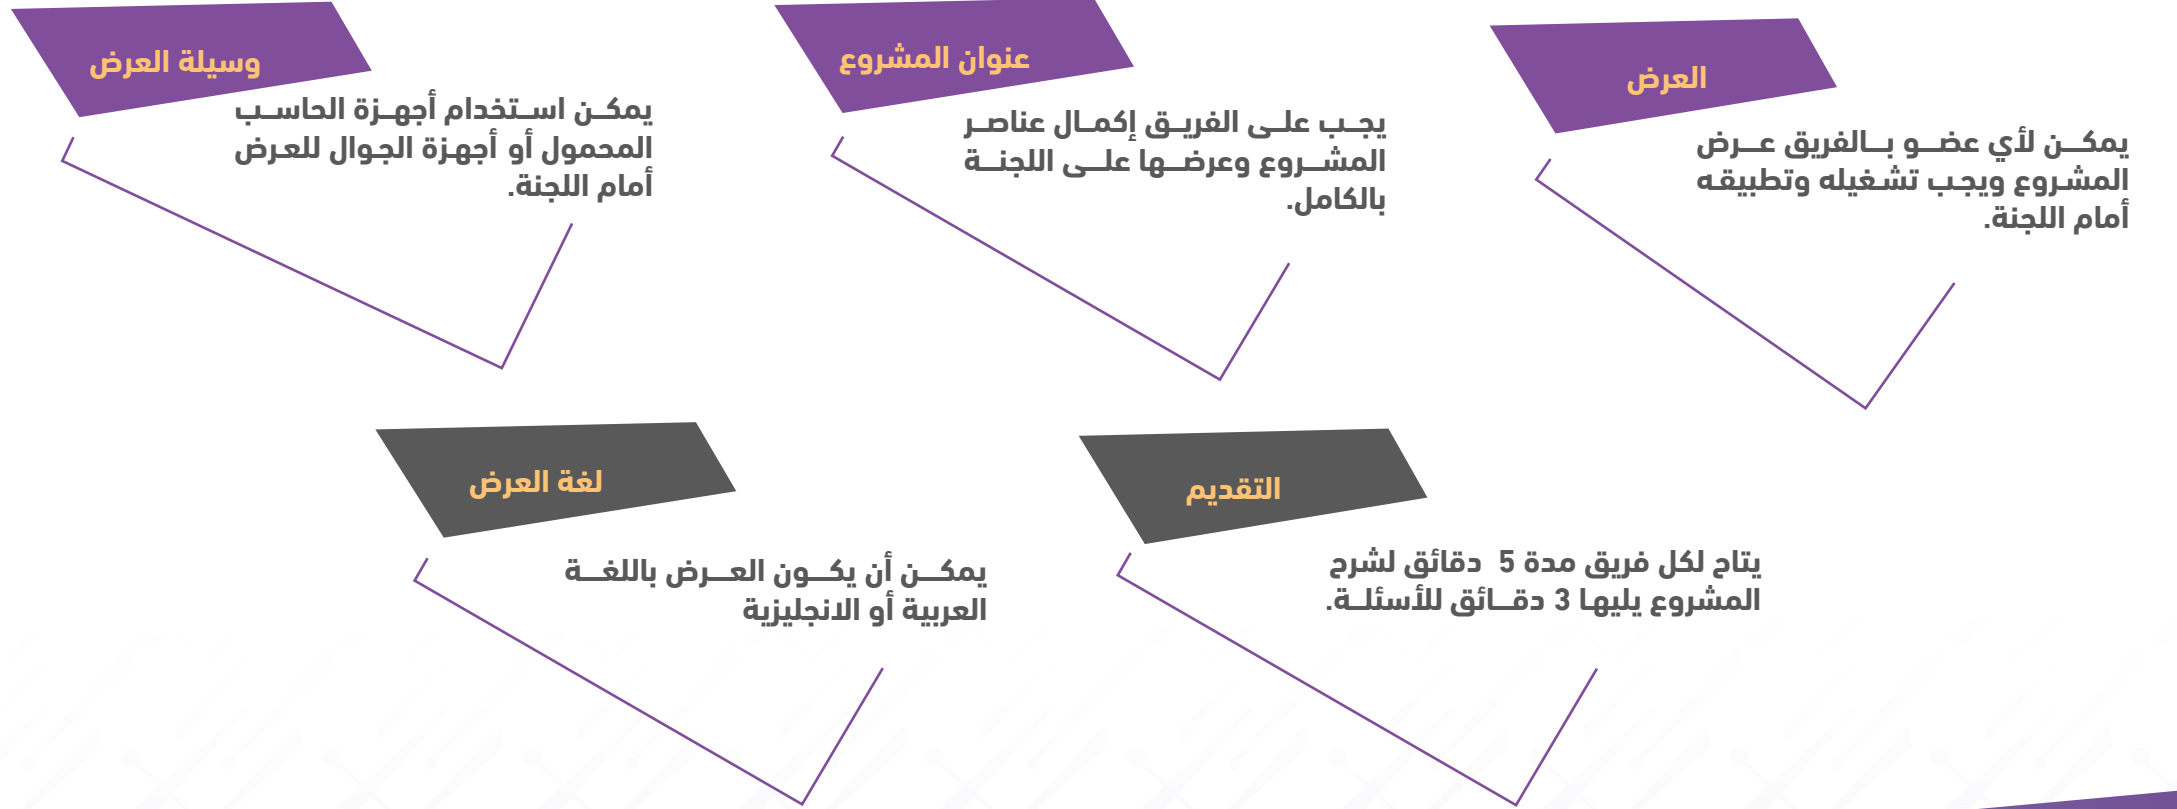 العرض
يمكن لأي عضو بالفريق عرض
المشروع ويجب تشغيله وتطبيقه
أمام اللجنة.
عنوان المشروع
يجب على الفريق إكمال عناصر
المشروع وعرضها على اللجنة
بالكامل.
وسيلة العرض
يمكن استخدام أجهزة الحاسب
المحمول أو أجهزة الجوال للعرض
أمام اللجنة.
التقديم
يتاح لكل فريق مدة 5 دقائق لشرح
المشروع يليها 3 دقائق للأسئلة.
لغة العرض
يمكن أن يكون العرض باللغة
العربية أو الانجليزية